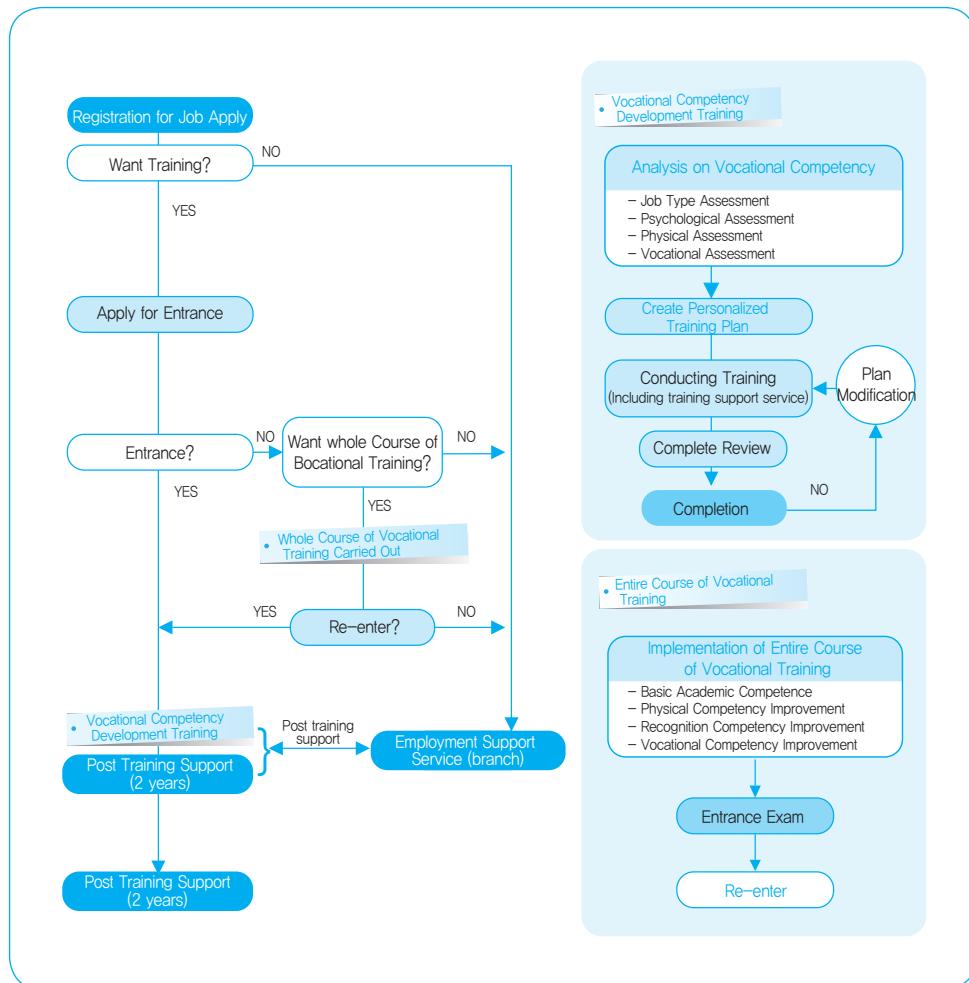 Registration for Job Apply
Want Training?
NO
YES
Apply for Entrance
Entrance?
NO
Want whole Course of
Bocational Training?
NO
YES
YES
• Whole Course of Vocational
Training Carried Out
YES
Re-enter?
NO
• Vocational Competency
Development Training
Post Training Support
(2 years)
Post training
support
Employment Support
Service (branch)
Post Training Support
(2 years)
• Vocational Competency
Development Training
Analysis on Vocational Competency
- Job Type Assessment
- Psychological Assessment
- Physical Assessment
- Vocational Assessment
Create Personalized
Training Plan
Conducting Training
(Including training support service)
Plan
Modification
Complete Review
Completion
NO
• Entire Course of Vocational
Training
Implementation of Entire Course
of Vocational Training
- Basic Academic Competence
- Physical Competency Improvement
- Recognition Competency Improvement
- Vocational Competency Improvement
Entrance Exam
Re-enter